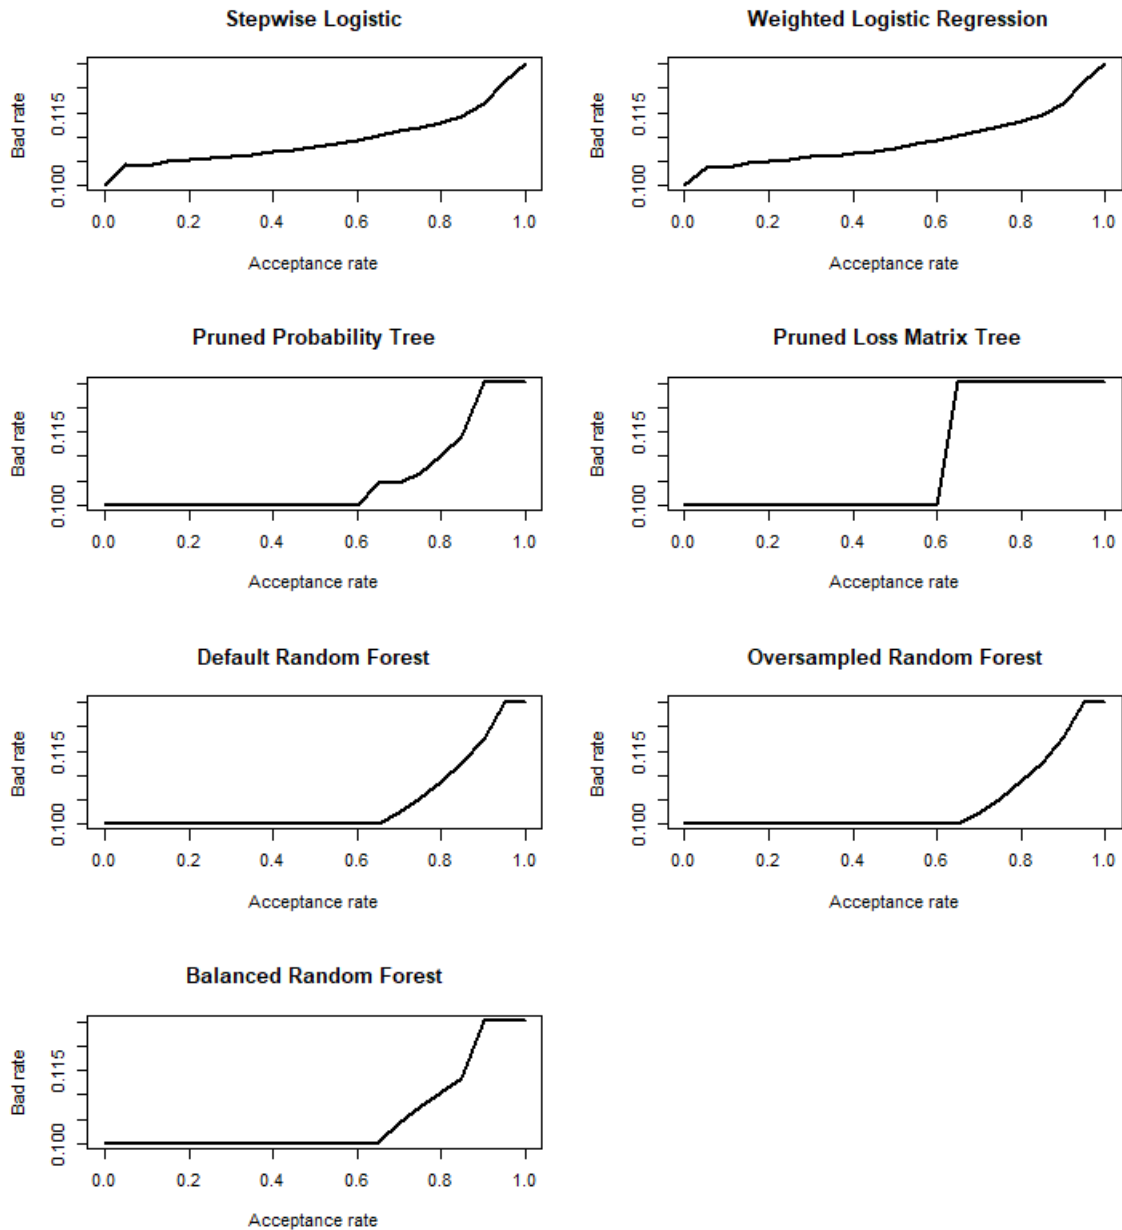 Stepwise Logistic
Bad rate
0.100 0.115
0.0 0.2 0.4 0.6 0.8 1.0
Acceptance rate
Weighted Logistic Regression
Bad rate
0.100 0.115
0.0 0.2 0.4 0.6 0.8 1.0
Acceptance rate
Pruned Probability Tree
Bad rate
0.100 0.115
0.0 0.2 0.4 0.6 0.8 1.0
Acceptance rate
Pruned Loss Matrix Tree
Bad rate
0.100 0.115
0.0 0.2 0.4 0.6 0.8 1.0
Acceptance rate
Default Random Forest
Bad rate
0.100 0.115
0.0 0.2 0.4 0.6 0.8 1.0
Acceptance rate
Oversampled Random Forest
Bad rate
0.100 0.115
0.0 0.2 0.4 0.6 0.8 1.0
Acceptance rate
Balanced Random Forest
Bad rate
0.100 0.115
0.0 0.2 0.4 0.6 0.8 1.0
Acceptance rate